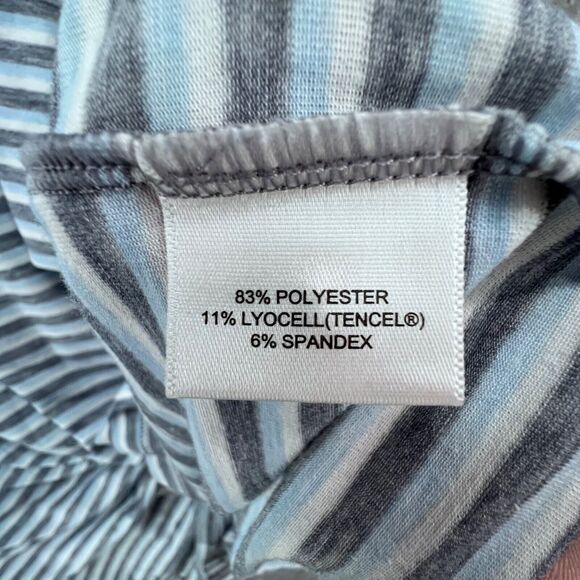 83% POLYESTER
11% LYOCELL(TENCEL®)
6% SPANDEX